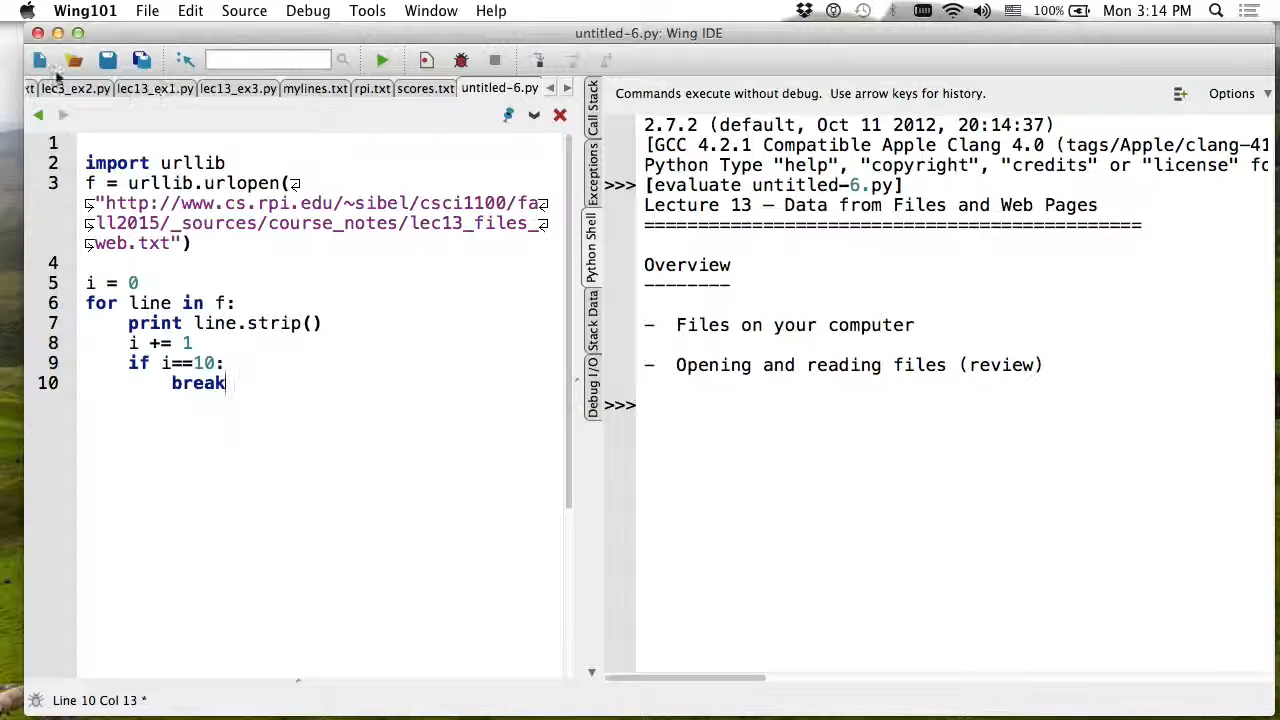 Wing101 File Edit Source Debug Tools Window Help 100% Mon 3:14 PM
untitled-6.py: Wing IDE
xt lec3_ex2.py lec13_ex1.py lec13_ex3.py mylines.txt rpi.txt scores.txt untitled-6.py
1
2 import urllib
3 f = urllib.urlopen(
"http://www.cs.rpi.edu/~sibel/csci1100/fa
ll2015/_sources/course_notes/lec13_files_
web.txt")
4
5 i = 0
6 for line in f:
7 print line.strip()
8 i += 1
9 if i==10:
10 break
Line 10 Col 13 *
Call Stack
Exceptions
Python Shell
Stack Data
Debug I/O
Commands execute without debug. Use arrow keys for history. Options
2.7.2 (default, Oct 11 2012, 20:14:37)
[GCC 4.2.1 Compatible Apple Clang 4.0 (tags/Apple/clang-41
Python Type "help", "copyright", "credits" or "license" fo
>>> [evaluate untitled-6.py]
Lecture 13 — Data from Files and Web Pages
==============================================
Overview
--------
- Files on your computer
- Opening and reading files (review)
>>>